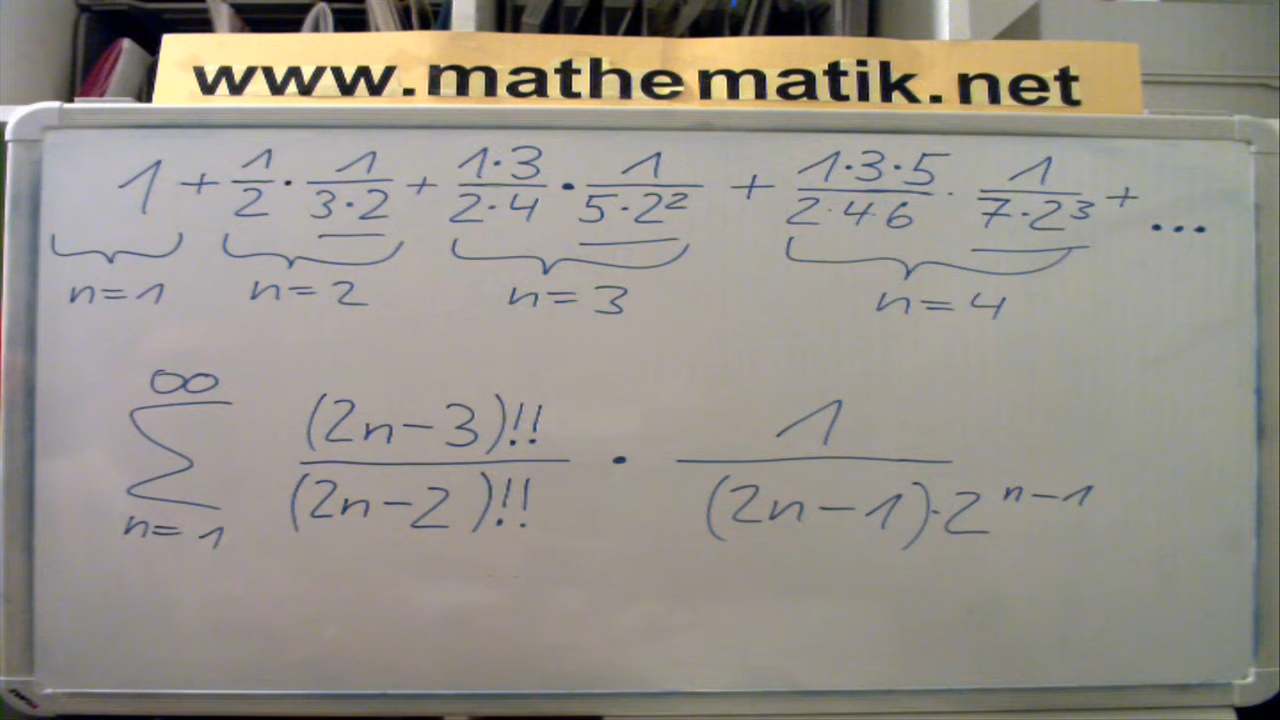 www.mathematik.net
1 + 1/2 · 1/(3·2) + (1·3)/(2·4) · 1/(5·2²) + (1·3·5)/(2·4·6) · 1/(7·2³) + ...
n=1 n=2 n=3 n=4
∞
∑ (2n-3)!!/(2n-2)!! · 1/((2n-1)·2^(n-1))
n=1